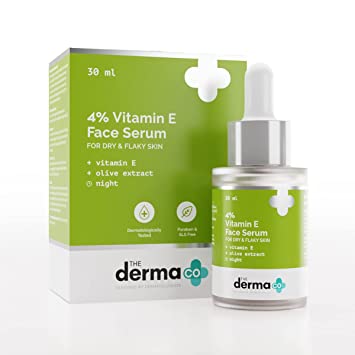 30 ml
4% Vitamin E
Face Serum
FOR DRY & FLAKY SKIN
+ vitamin E
+ olive extract
night
Dermatologically
Tested
Paraben &
SLS Free
THE
derma co
30 ml
4%
Vitamin E
Face Serum
FOR DRY & FLAKY SKIN
+ vitamin E
+ olive extract
night
THE
derma co